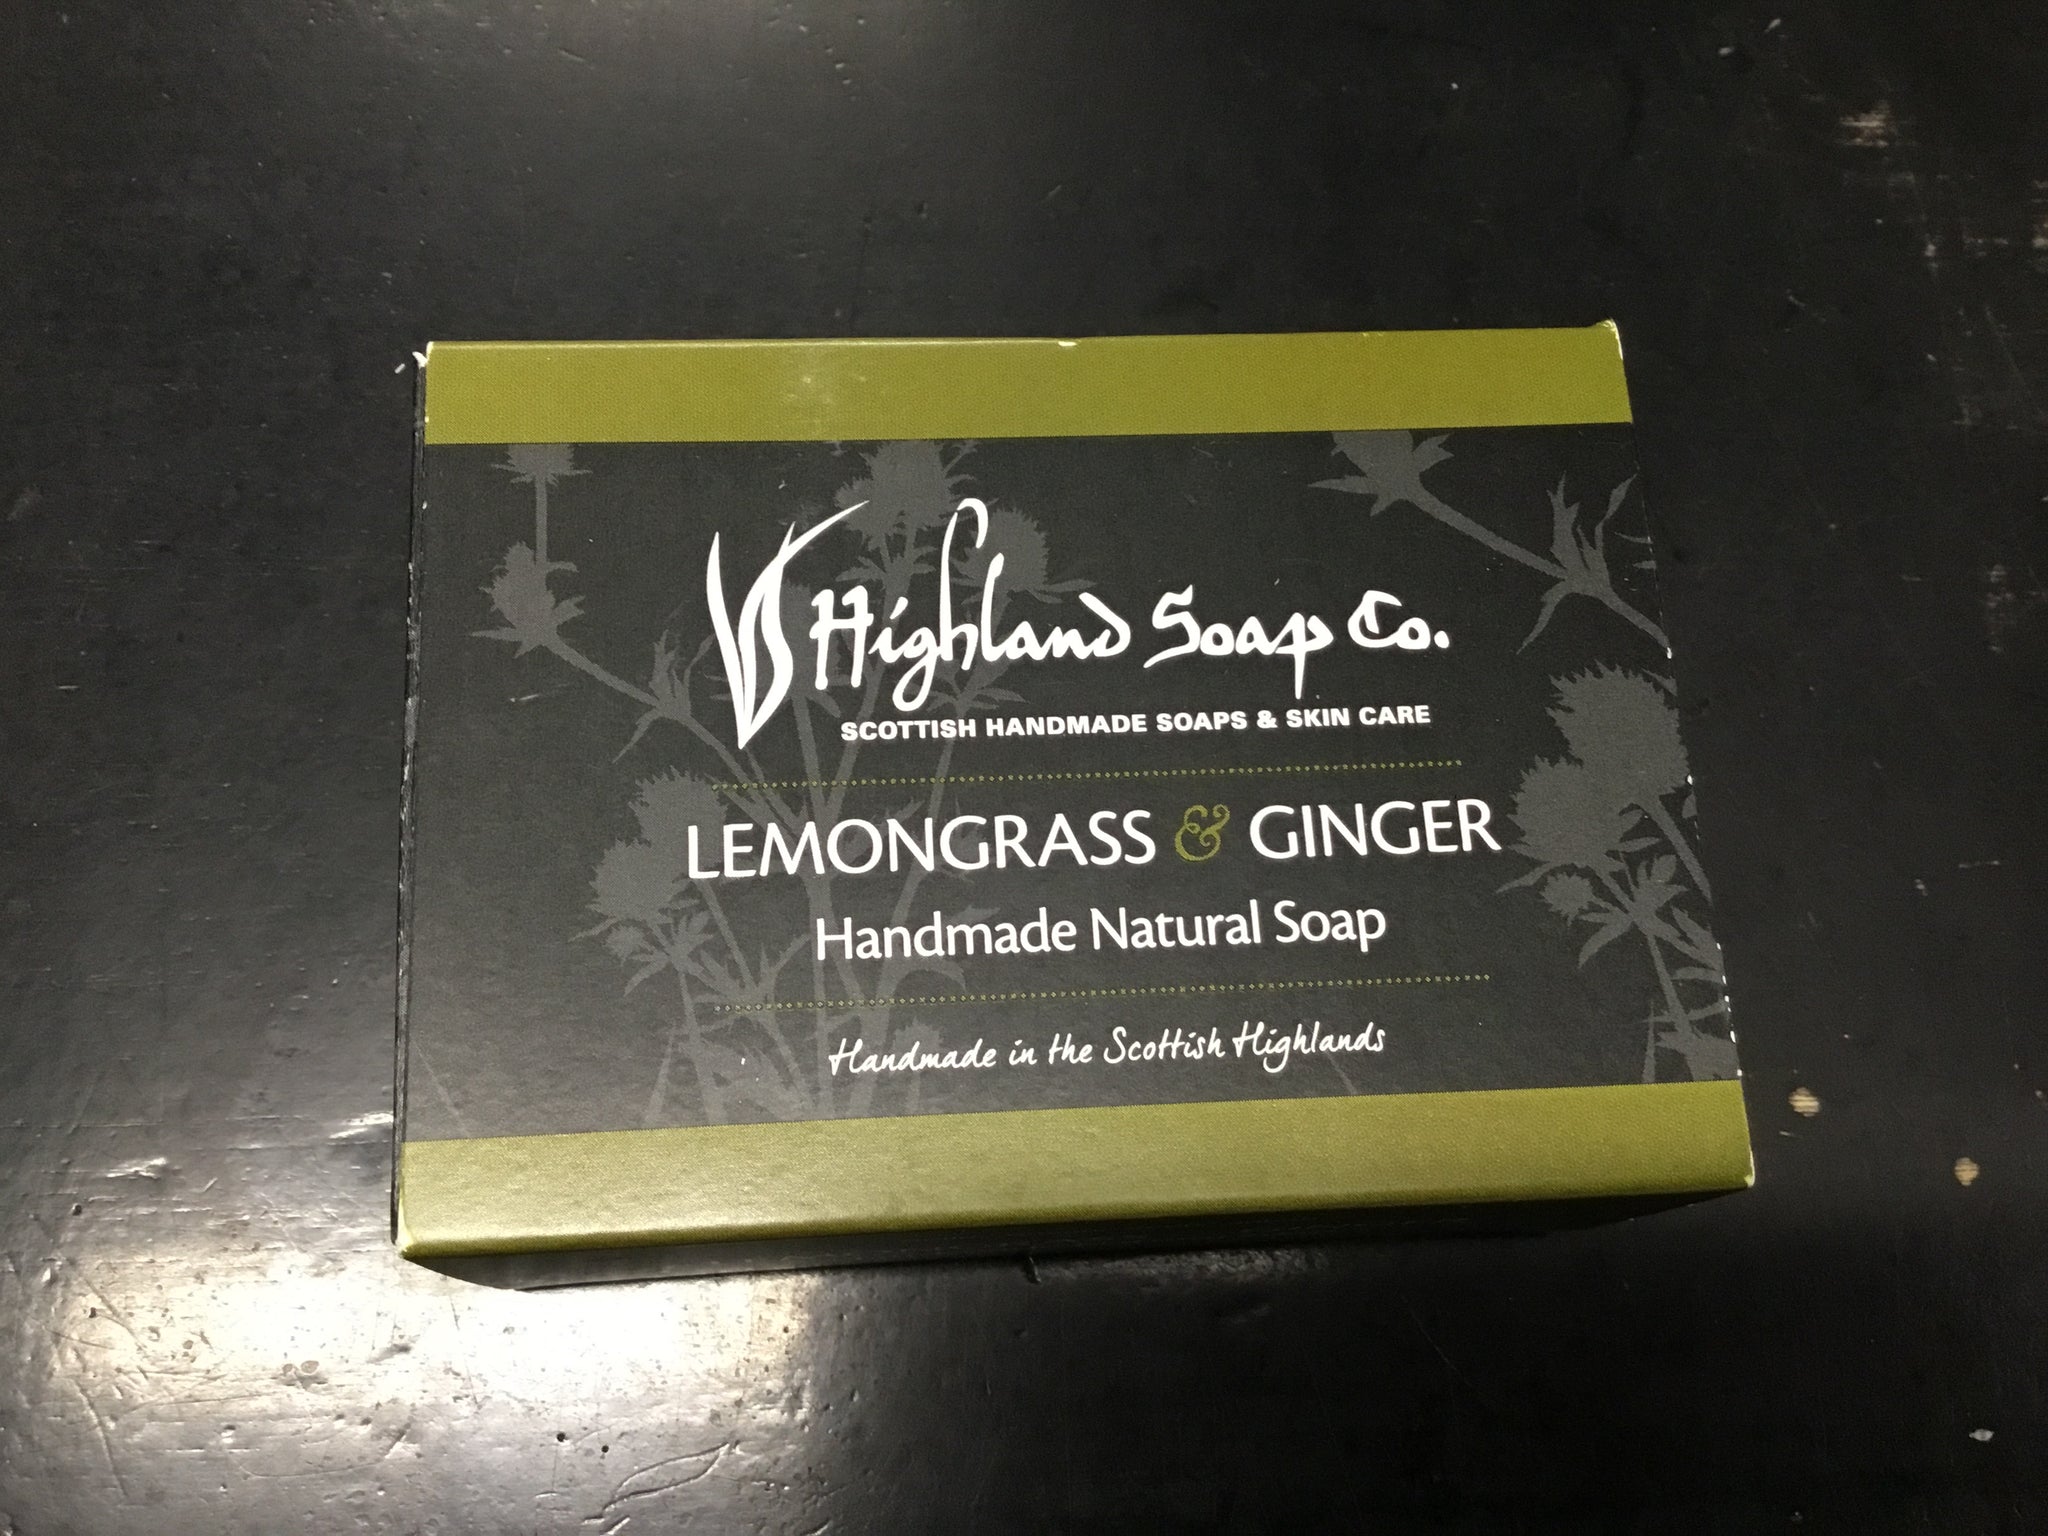 Highland Soap Co.
SCOTTISH HANDMADE SOAPS & SKIN CARE
LEMONGRASS & GINGER
Handmade Natural Soap
Handmade in the Scottish Highlands